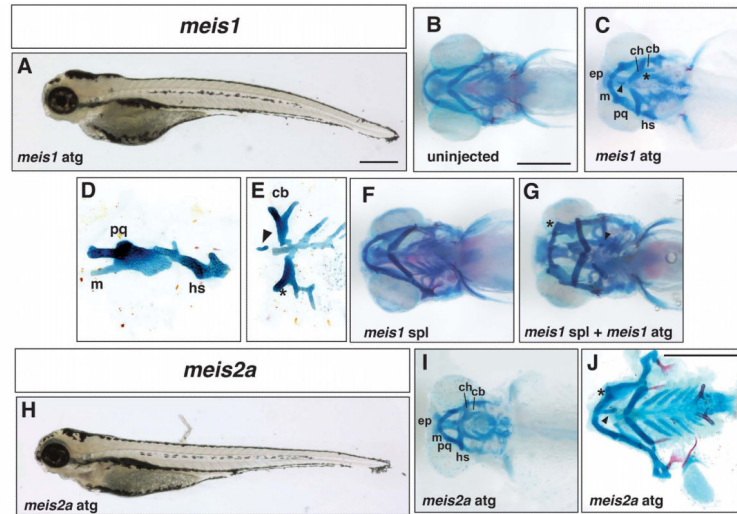 meis1
A
meis1 atg
B
uninjected
C
ch cb
ep
*
m
pq
hs
meis1 atg
D
pq
m
hs
E
cb
*
F
meis1 spl
G
*
meis1 spl + meis1 atg
meis2a
H
meis2a atg
I
ch cb
ep
m
pq
hs
meis2a atg
J
*
meis2a atg